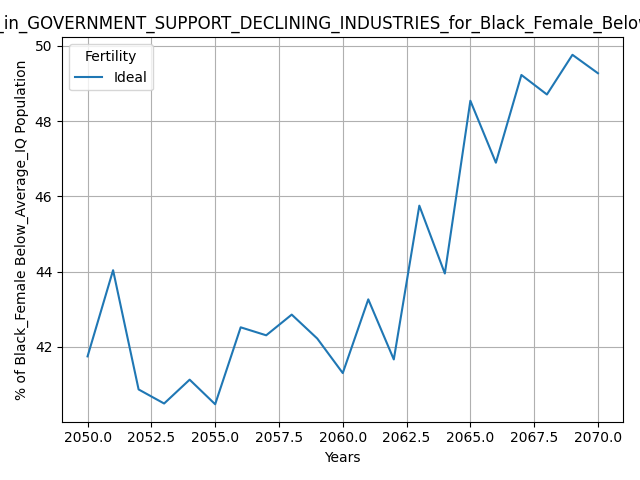 _in_GOVERNMENT_SUPPORT_DECLINING_INDUSTRIES_for_Black_Female_Below
Fertility
Ideal
50
48
46
44
42
% of Black_Female Below_Average_IQ Population
2050.0 2052.5 2055.0 2057.5 2060.0 2062.5 2065.0 2067.5 2070.0
Years